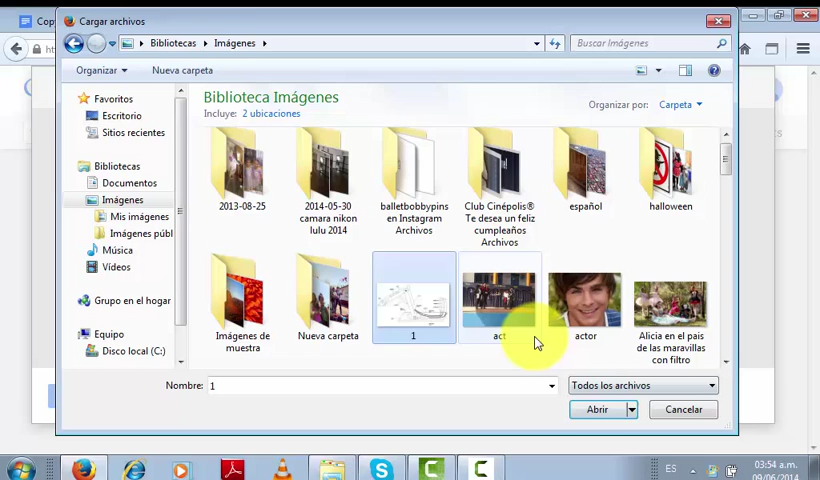 Cop
Cargar archivos
Bibliotecas
Imágenes
Buscar Imágenes
Organizar
Nueva carpeta
Favoritos
Escritorio
Sitios recientes
Bibliotecas
Documentos
Imágenes
Mis imágenes
Imágenes públ
Música
Vídeos
Grupo en el hogar
Equipo
Disco local (C:)
Biblioteca Imágenes
Incluye: 2 ubicaciones
Organizar por: Carpeta
2013-08-25
2014-05-30
camara nikon
lulu 2014
balletbobbypins
en Instagram
Archivos
Club Cinépolis®
Te desea un feliz
cumpleaños
Archivos
español
halloween
Imágenes de
muestra
Nueva carpeta
1
act
actor
Alicia en el pais
de las maravillas
con filtro
Nombre: 1
Todos los archivos
Abrir
Cancelar
ES
03:54 a.m.
09/06/2014